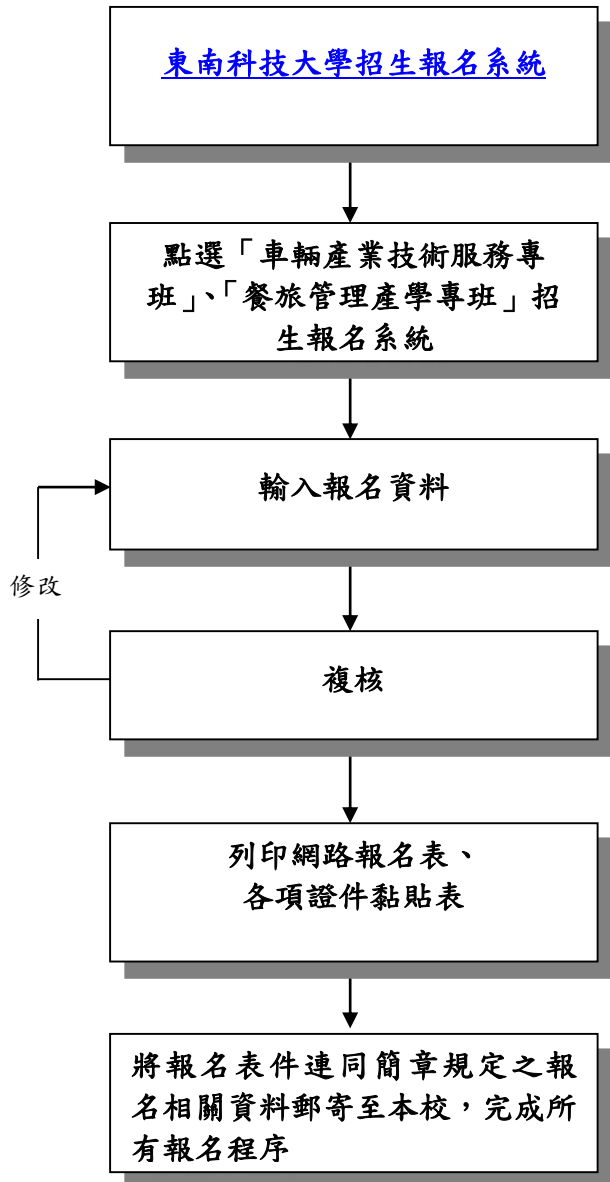 東南科技大學招生報名系統
點選「車輛產業技術服務專
班」、「餐旅管理產學專班」招
生報名系統
輸入報名資料
修改
複核
列印網路報名表、
各項證件黏貼表
將報名表件連同簡章規定之報
名相關資料郵寄至本校，完成所
有報名程序